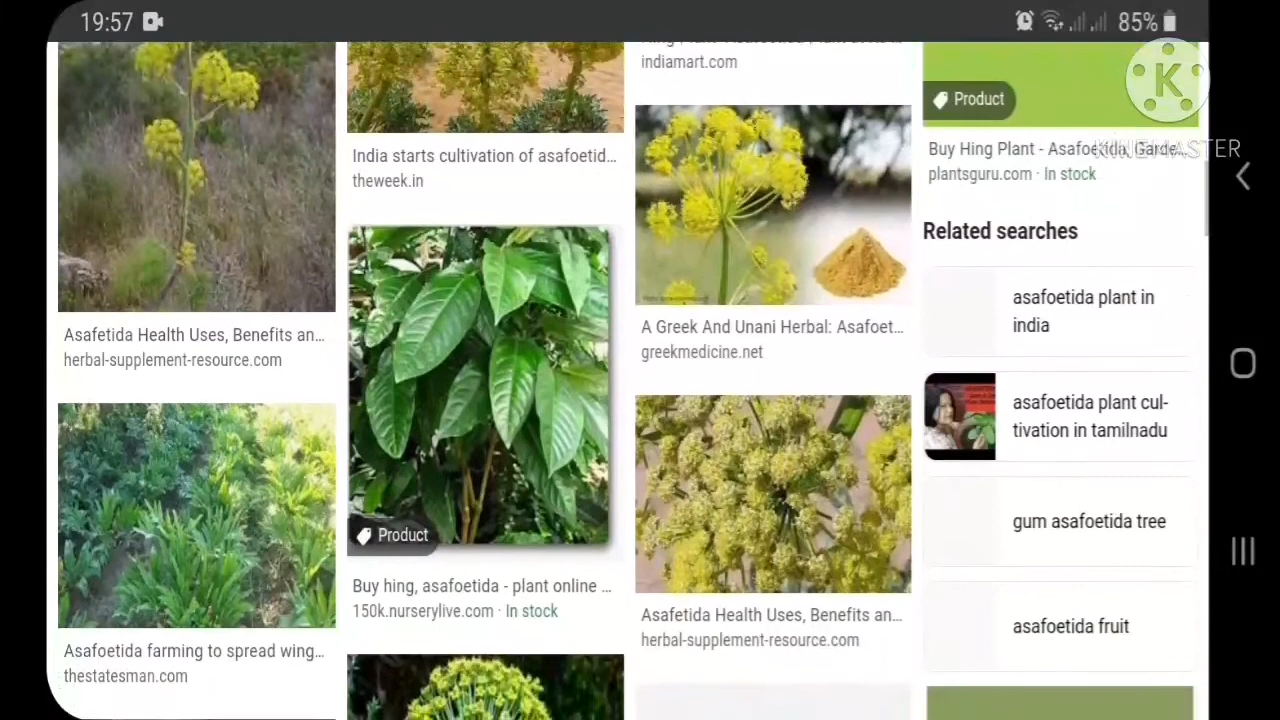 19:57
85%
K
KINEMASTER
Asafetida Health Uses, Benefits an...
herbal-supplement-resource.com
Asafoetida farming to spread wing...
thestatesman.com
India starts cultivation of asafoetid...
theweek.in
Product
Buy hing, asafoetida - plant online ...
150k.nurserylive.com · In stock
indiamart.com
A Greek And Unani Herbal: Asafoet...
greekmedicine.net
Asafetida Health Uses, Benefits an...
herbal-supplement-resource.com
Product
Buy Hing Plant - Asafoetida, Garde...
plantsguru.com · In stock
Related searches
asafoetida plant in
india
asafoetida plant cul-
tivation in tamilnadu
gum asafoetida tree
asafoetida fruit